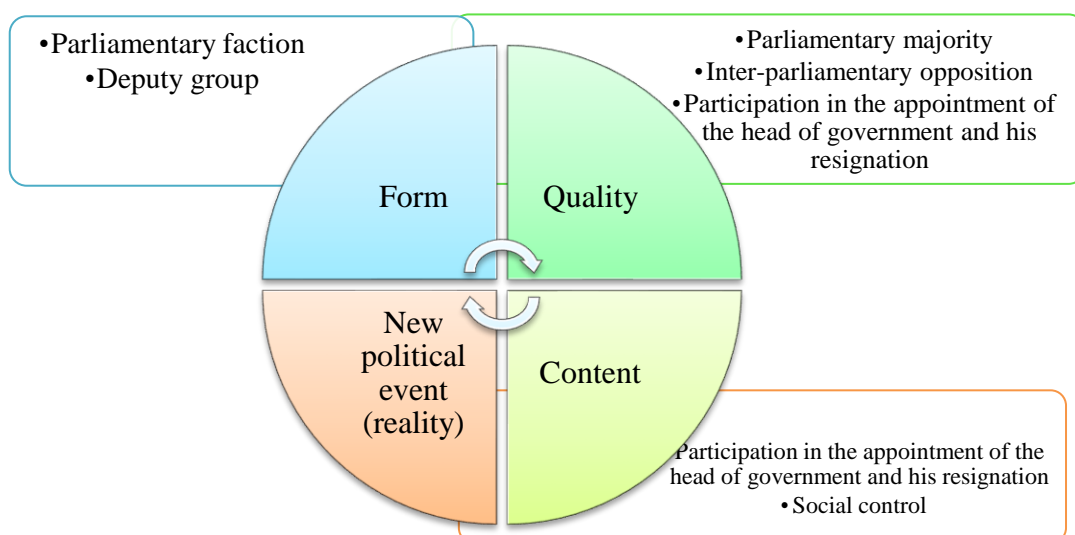 •Parliamentary faction
•Deputy group
•Parliamentary majority
•Inter-parliamentary opposition
•Participation in the appointment of
the head of government and his
resignation
Form
Quality
New
political
event
(reality)
Content
Participation in the appointment of the
head of government and his resignation
•Social control